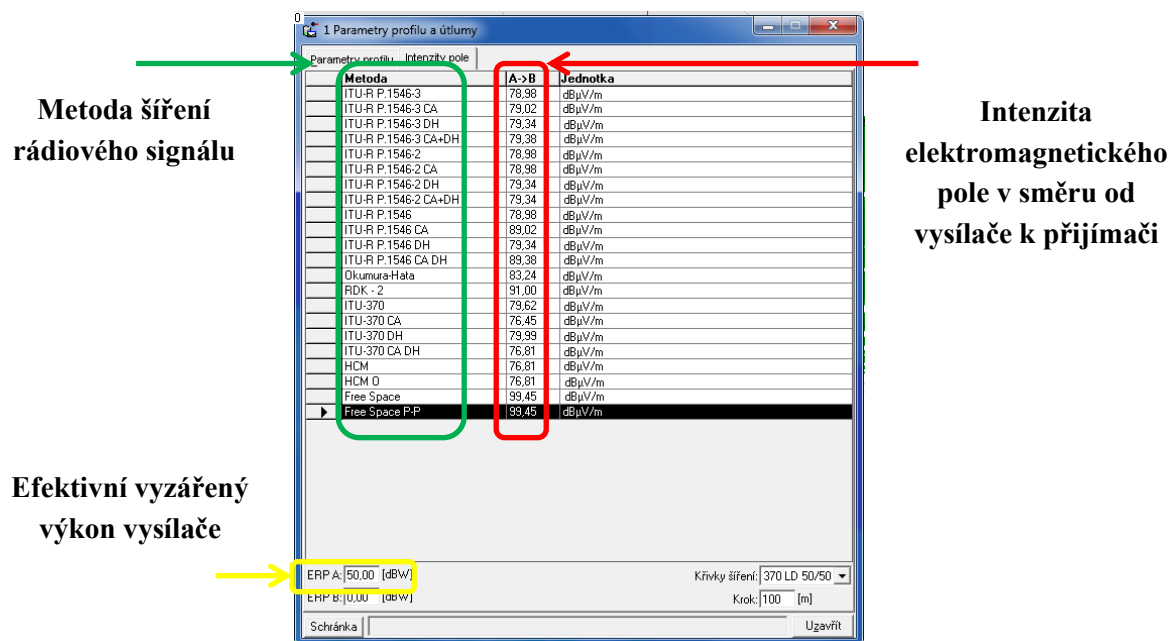 0
1 Parametry profilu a útlumy
Parametry profilu Intenzity pole
Metoda A->B Jednotka
ITU-R P.1546-3 78,98 dBµV/m
ITU-R P.1546-3 CA 79,02 dBµV/m
ITU-R P.1546-3 DH 79,34 dBµV/m
ITU-R P.1546-3 CA+DH 79,38 dBµV/m
ITU-R P.1546-2 78,98 dBµV/m
ITU-R P.1546-2 CA 78,98 dBµV/m
ITU-R P.1546-2 DH 79,34 dBµV/m
ITU-R P.1546-2 CA+DH 79,34 dBµV/m
ITU-R P.1546 78,98 dBµV/m
ITU-R P.1546 CA 89,02 dBµV/m
ITU-R P.1546 DH 79,34 dBµV/m
ITU-R P.1546 CA DH 89,38 dBµV/m
Okumura-Hata 83,24 dBµV/m
RDK - 2 91,00 dBµV/m
ITU-370 79,62 dBµV/m
ITU-370 CA 76,45 dBµV/m
ITU-370 DH 79,99 dBµV/m
ITU-370 CA DH 76,81 dBµV/m
HCM 76,81 dBµV/m
HCM 0 76,81 dBµV/m
Free Space 99,45 dBµV/m
Free Space P-P 99,45 dBµV/m
ERP A: 50,00 [dBW]
Křivky šíření: 370 LD 50/50
ERP B: 0,00 [dBW]
Krok: 100 [m]
Schránka
Uzavřít
Metoda šíření
rádiového signálu
Efektivní vyzářený
výkon vysílače
Intenzita
elektromagnetického
pole v směru od
vysílače k přijímači